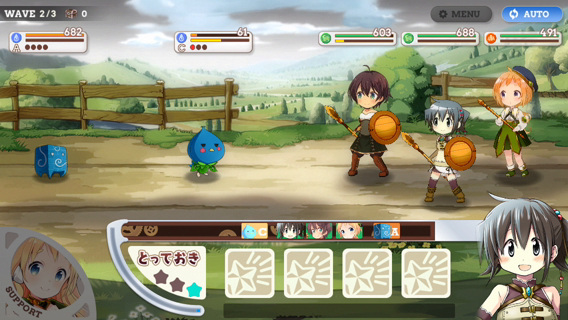 WAVE 2/3 0 MENU AUTO
682 61 603 688 491
A C
C A
とっておき
SUPPORT